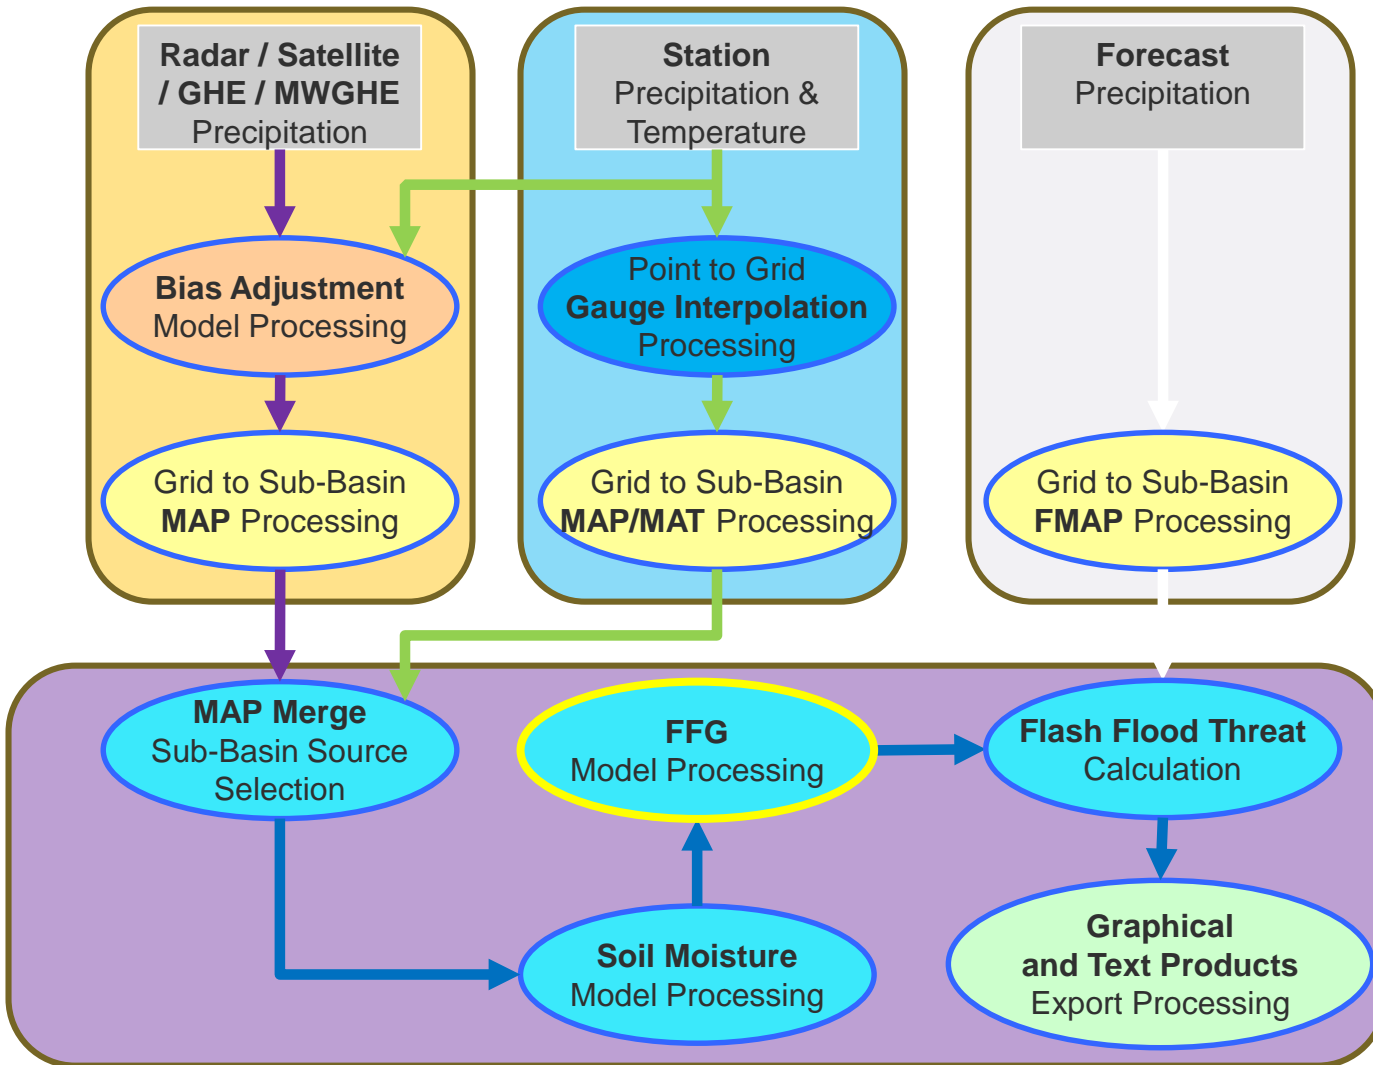 Radar / Satellite
/ GHE / MWGHE
Precipitation
Station
Precipitation &
Temperature
Forecast
Precipitation
Bias Adjustment
Model Processing
Point to Grid
Gauge Interpolation
Processing
Grid to Sub-Basin
MAP Processing
Grid to Sub-Basin
MAP/MAT Processing
Grid to Sub-Basin
FMAP Processing
MAP Merge
Sub-Basin Source
Selection
FFG
Model Processing
Flash Flood Threat
Calculation
Soil Moisture
Model Processing
Graphical
and Text Products
Export Processing